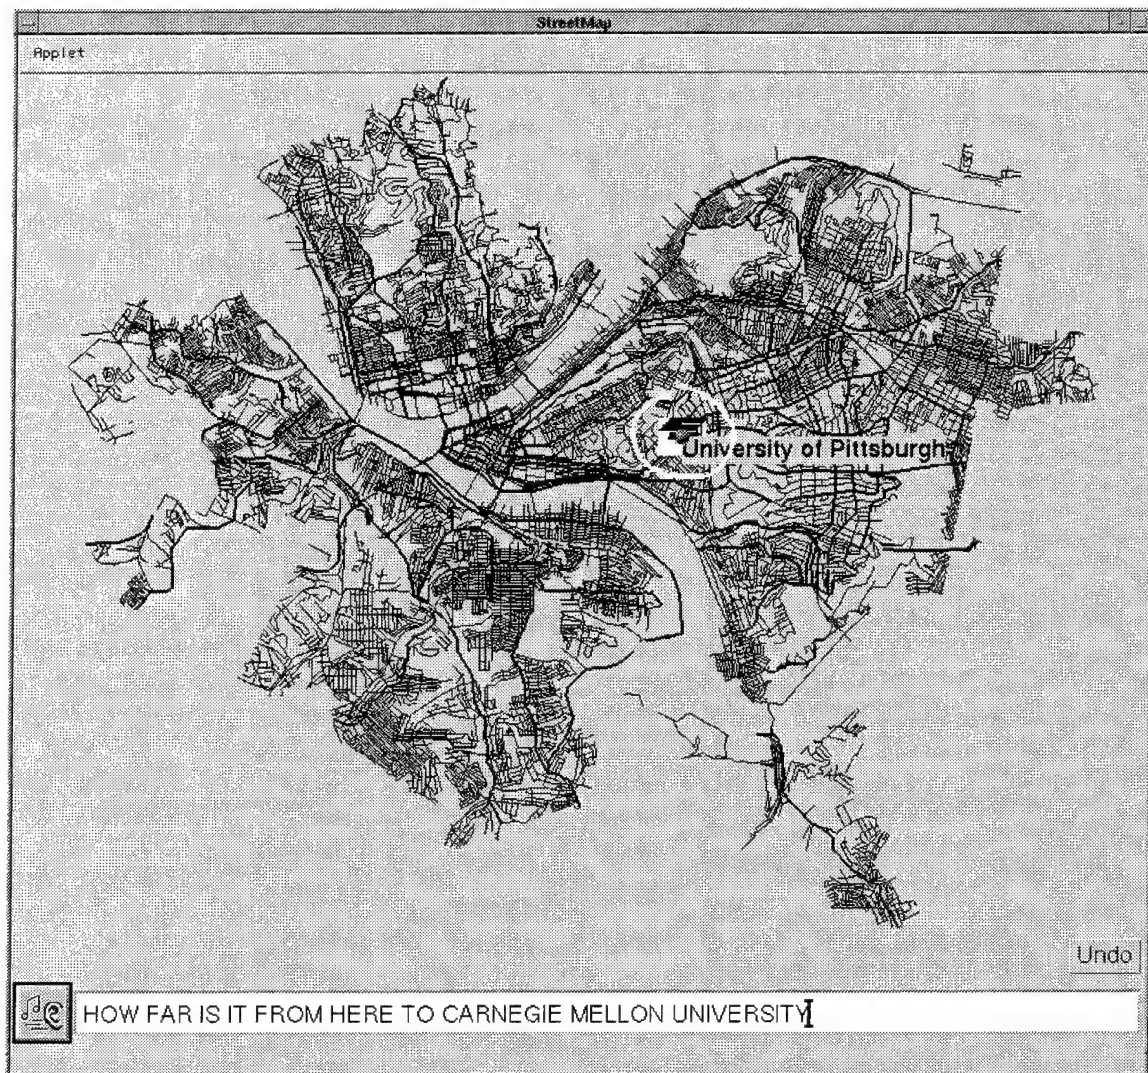 StreetMap
Applet
University of Pittsburgh
Undo
HOW FAR IS IT FROM HERE TO CARNEGIE MELLON UNIVERSITY